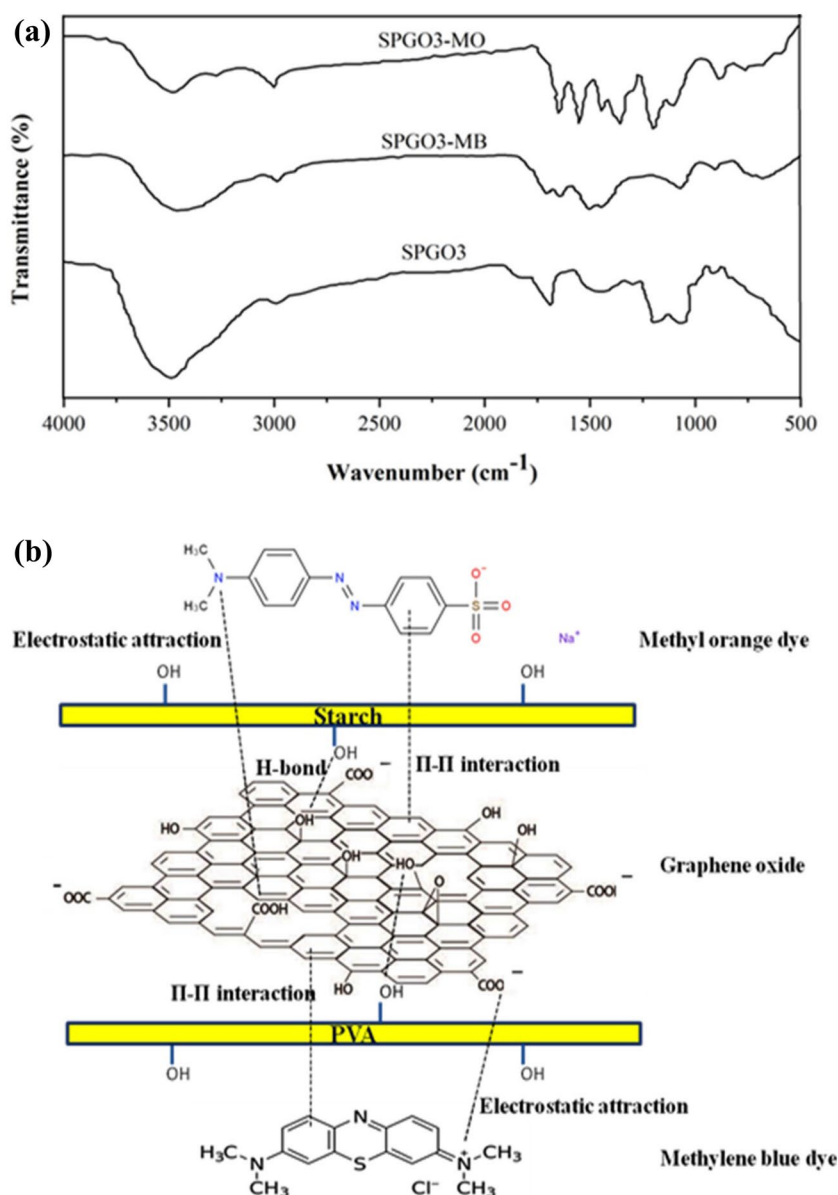 (a)
SPGO3-MO
SPGO3-MB
SPGO3
Transmittance (%)
4000 3500 3000 2500 2000 1500 1000 500
Wavenumber (cm-1)
(b)
H₃C
N
H₃C
N
N
O⁻
S
O
O
Na⁺
Electrostatic attraction
Methyl orange dye
OH
OH
Starch
OH
H-bond
COO⁻
Π-Π interaction
HO
OH
OH
OH
OH
HO
O
Graphene oxide
⁻OOC
COOH
COO⁻
Π-Π interaction
HO
OH
COO⁻
PVA
OH
OH
Electrostatic attraction
N
H₃C
N
S
N⁺
CH₃
CH₃
CH₃
Cl⁻
Methylene blue dye